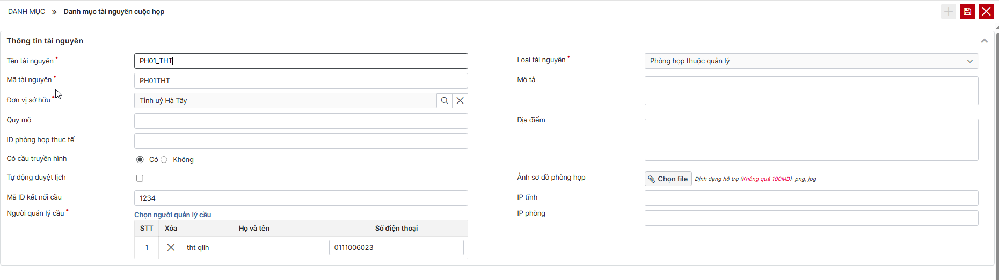 DANH MỤC » Danh mục tài nguyên cuộc họp
Thông tin tài nguyên
Tên tài nguyên * PH01_THT
Loại tài nguyên * Phòng họp thuộc quản lý
Mã tài nguyên * PH01THT
Mô tả
Đơn vị sở hữu * Tỉnh uỷ Hà Tây
Quy mô
Địa điểm
ID phòng họp thực tế
Có cầu truyền hình Có Không
Tự động duyệt lịch
Ảnh sơ đồ phòng họp Chọn file Định dạng hỗ trợ (Không quá 100MB): png, jpg
Mã ID kết nối cầu 1234
IP tĩnh
Người quản lý cầu * Chọn người quản lý cầu
IP phòng
STT Xóa Họ và tên Số điện thoại
1 tht qllh 0111006023